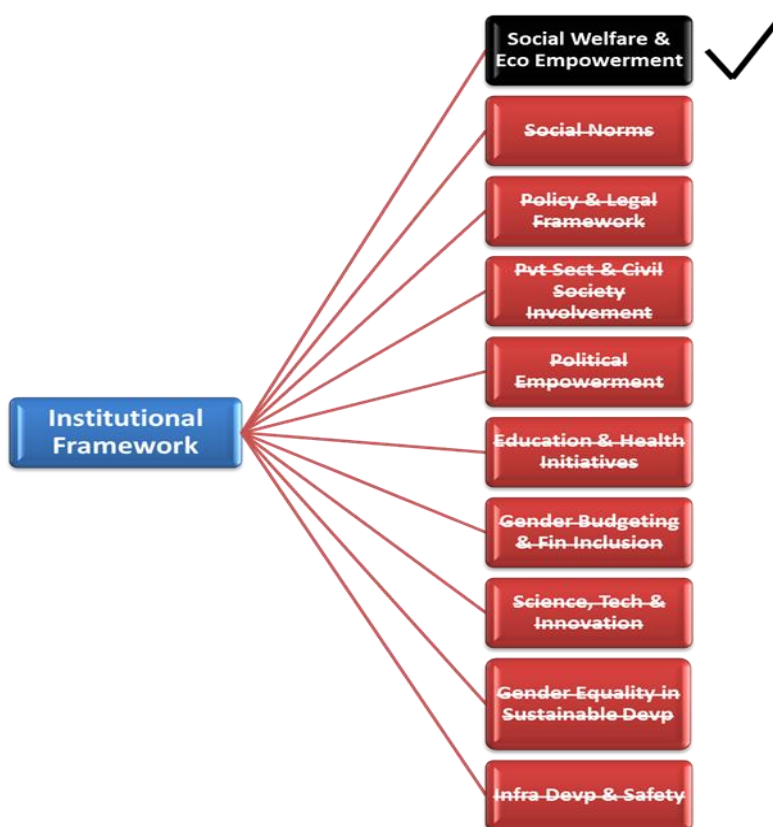 Social Welfare &
Eco Empowerment
Social Norms
Policy & Legal
Framework
Pvt Sect & Civil
Society
Involvement
Political
Empowerment
Institutional
Framework
Education & Health
Initiatives
Gender Budgeting
& Fin Inclusion
Science, Tech &
Innovation
Gender Equality in
Sustainable Devp
Infra Devp & Safety